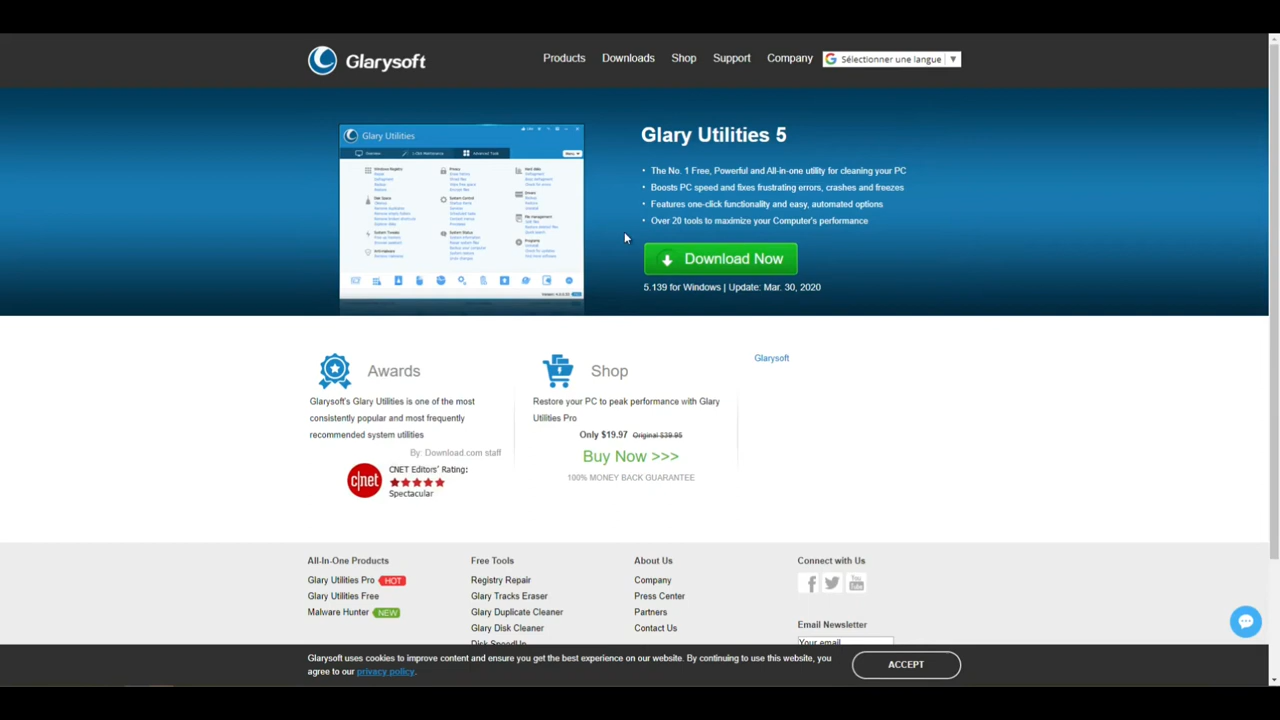 Glarysoft
Products
Downloads
Shop
Support
Company
Sélectionner une langue
Glary Utilities
Glary Utilities 5
The No. 1 Free, Powerful and All-in-one utility for cleaning your PC
Boosts PC speed and fixes frustrating errors, crashes and freezes
Features one-click functionality and easy, automated options
Over 20 tools to maximize your Computer's performance
Download Now
5.139 for Windows | Update: Mar. 30, 2020
Awards
Glarysoft's Glary Utilities is one of the most
consistently popular and most frequently
recommended system utilities
By: Download.com staff
c|net
CNET Editors' Rating:
Spectacular
Shop
Restore your PC to peak performance with Glary
Utilities Pro
Only $19.97 Original $39.95
Buy Now >>>
100% MONEY BACK GUARANTEE
Glarysoft
All-In-One Products
Glary Utilities Pro HOT
Glary Utilities Free
Malware Hunter NEW
Free Tools
Registry Repair
Glary Tracks Eraser
Glary Duplicate Cleaner
Glary Disk Cleaner
Disk SpeedUp
About Us
Company
Press Center
Partners
Contact Us
Connect with Us
You Tube
Email Newsletter
Your email
Glarysoft uses cookies to improve content and ensure you get the best experience on our website. By continuing to use this website, you
agree to our privacy policy.
ACCEPT